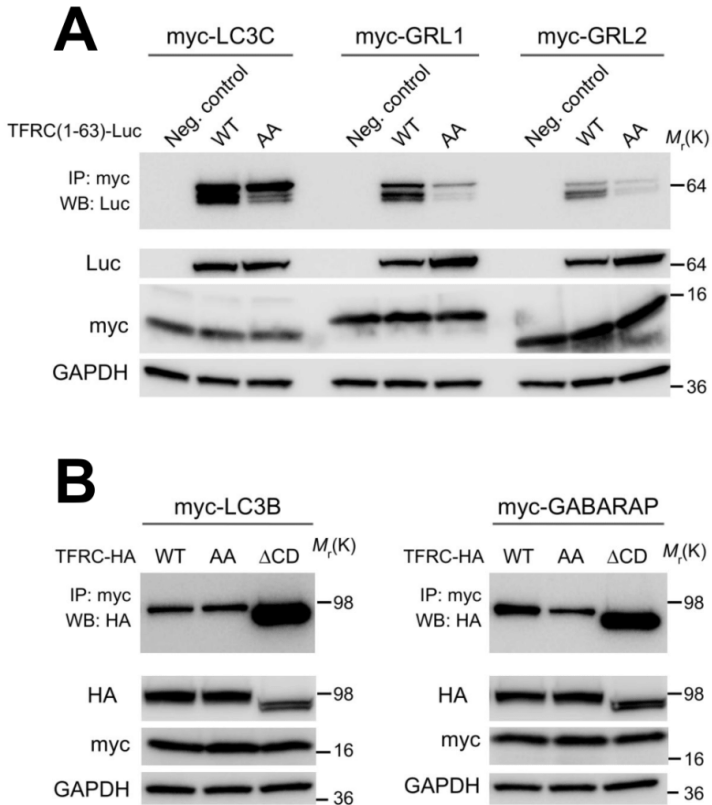 A
myc-LC3C myc-GRL1 myc-GRL2
TFRC(1-63)-Luc Neg. control WT AA Neg. control WT AA Neg. control WT AA Mr(K)
IP: myc
WB: Luc
64
Luc 64
16
myc
GAPDH
36
B
myc-LC3B myc-GABARAP
TFRC-HA WT AA ΔCD Mr(K) TFRC-HA WT AA ΔCD Mr(K)
IP: myc 98 IP: myc 98
WB: HA WB: HA
HA 98 HA 98
myc 16 myc 16
GAPDH 36 GAPDH 36